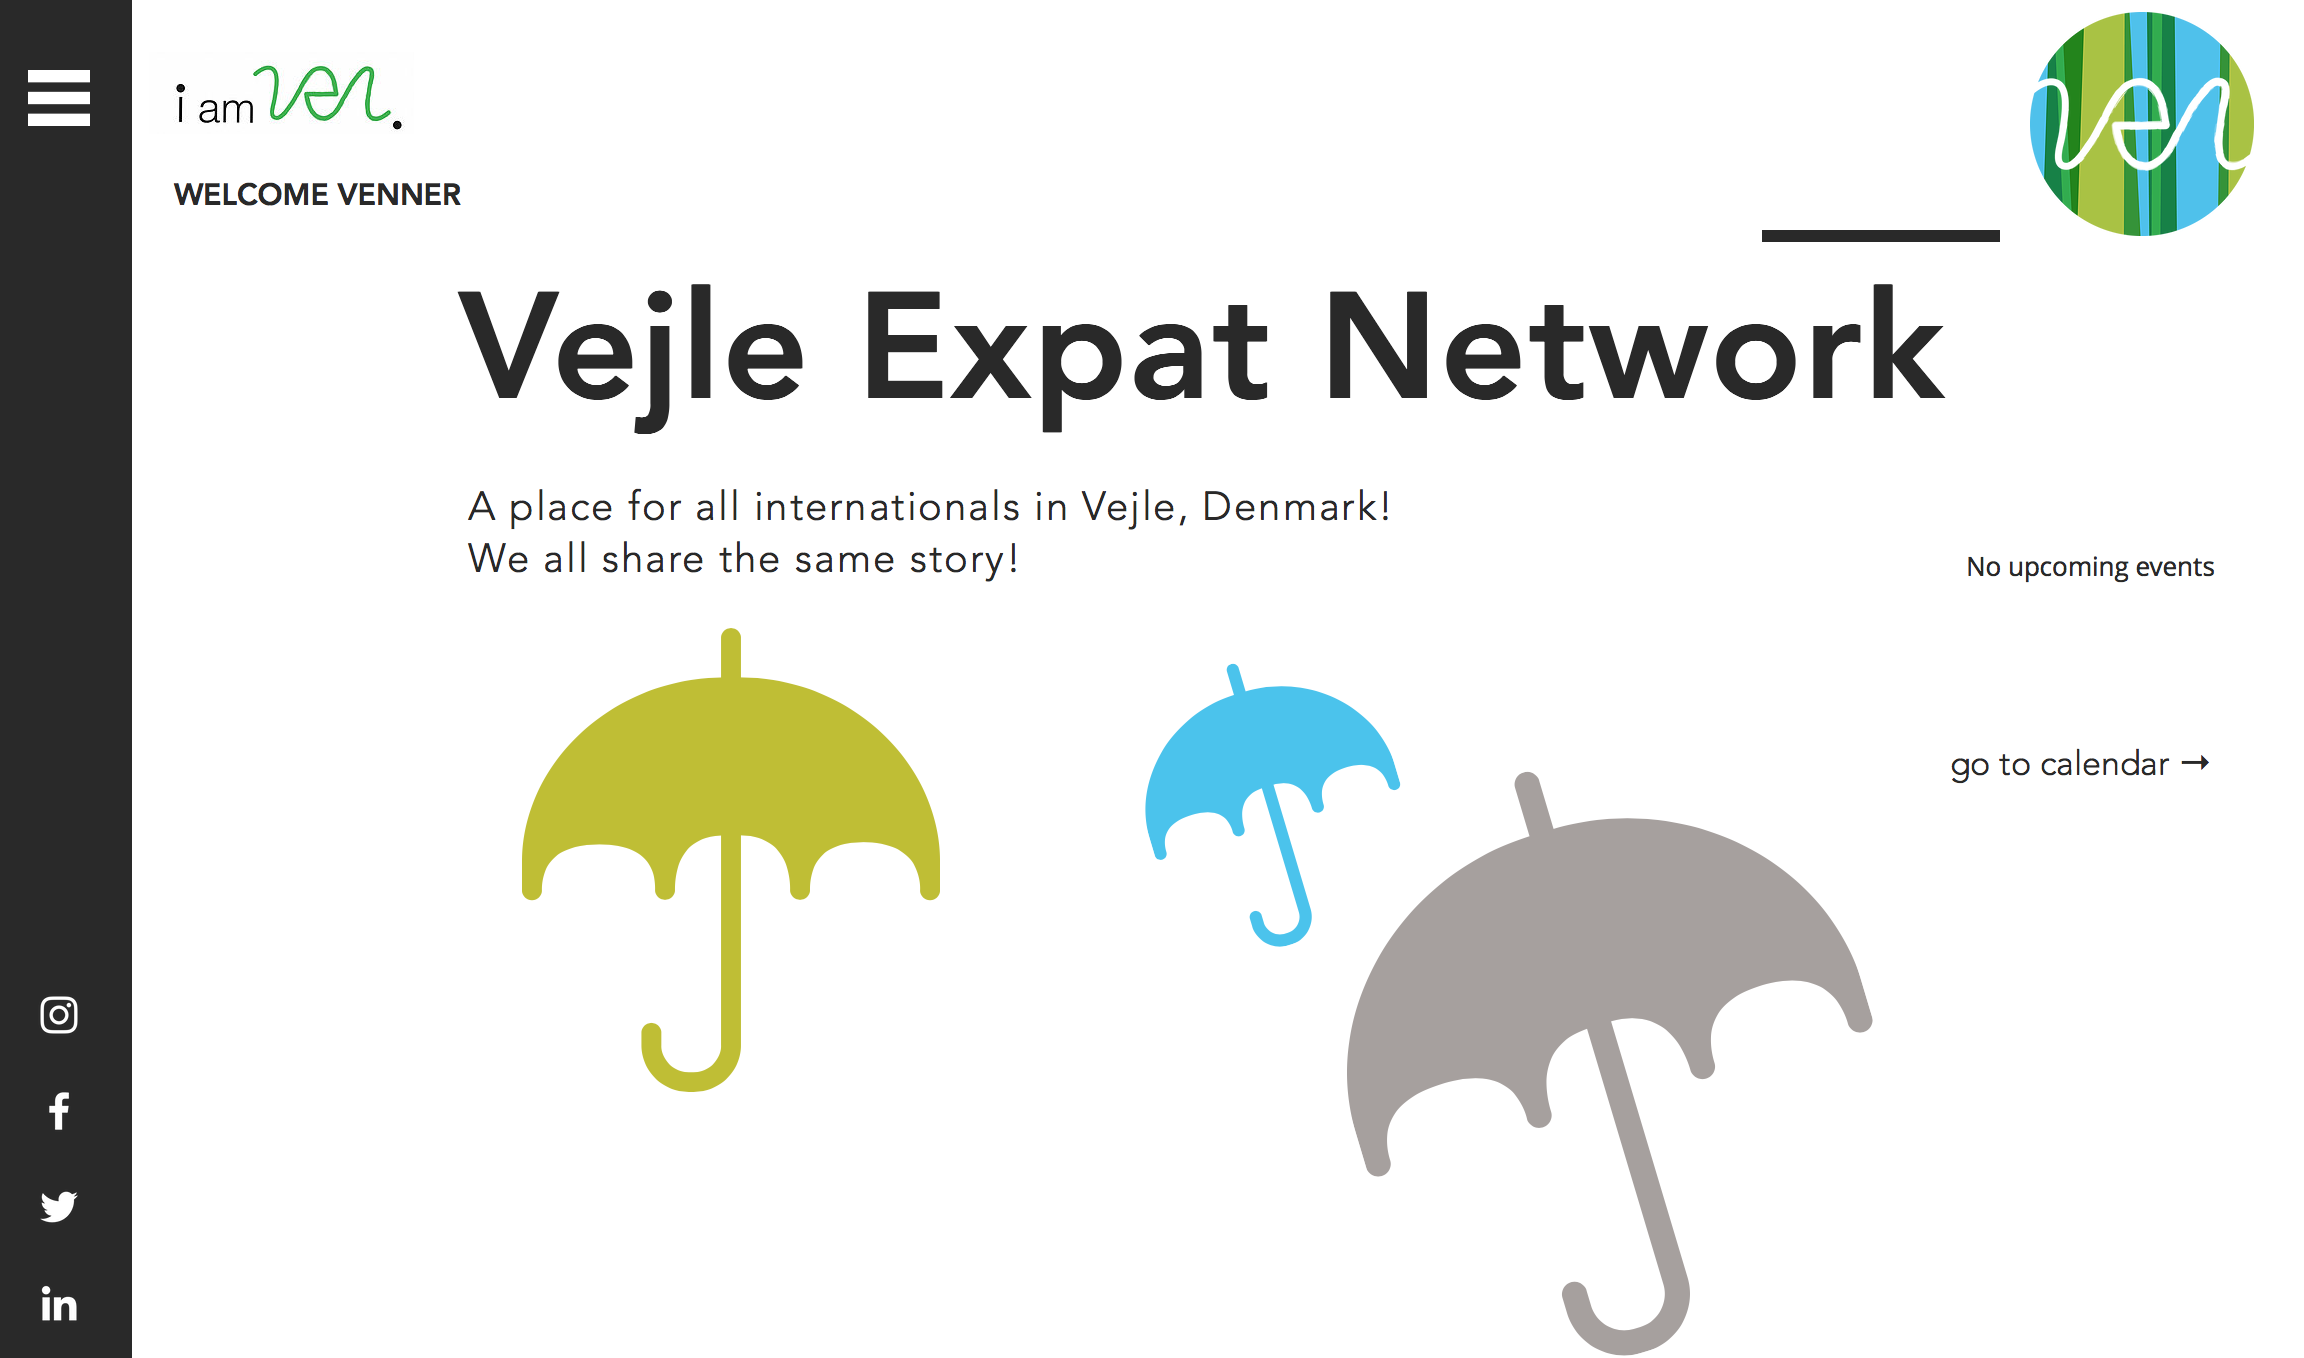 i am ven.
ven
WELCOME VENNER
Vejle Expat Network
A place for all internationals in Vejle, Denmark!
We all share the same story!
No upcoming events
go to calendar →
in